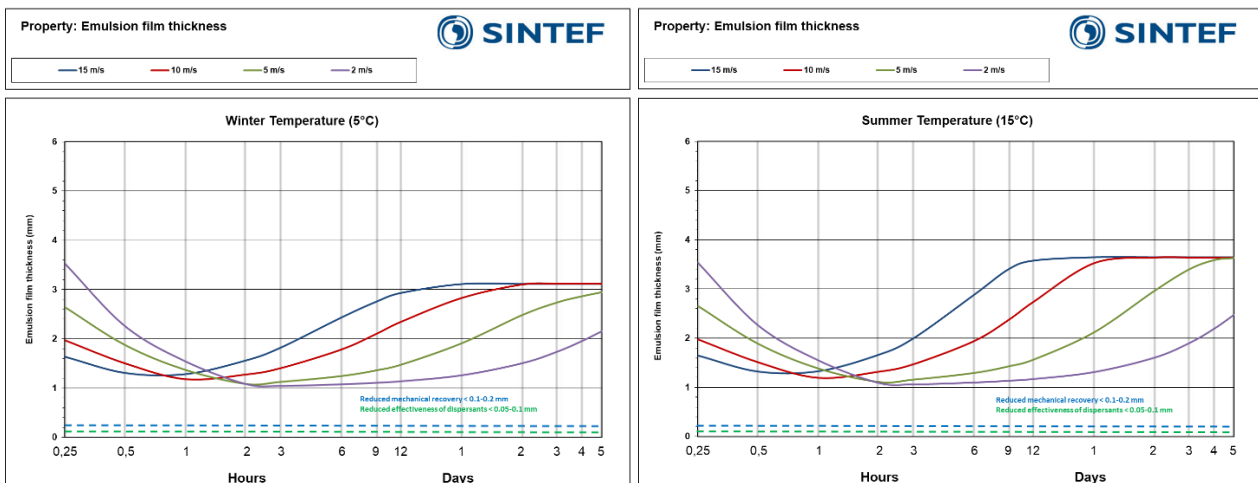 Property: Emulsion film thickness
SINTEF
15 m/s 10 m/s 5 m/s 2 m/s
Winter Temperature (5°C)
Emulsion film thickness (mm)
6
5
4
3
2
1
0
Reduced mechanical recovery < 0.1-0.2 mm
Reduced effectiveness of dispersants < 0.05-0.1 mm
0,25 0,5 1 2 3 6 9 12 1 2 3 4 5
Hours Days
Property: Emulsion film thickness
SINTEF
15 m/s 10 m/s 5 m/s 2 m/s
Summer Temperature (15°C)
Emulsion film thickness (mm)
6
5
4
3
2
1
0
Reduced mechanical recovery < 0.1-0.2 mm
Reduced effectiveness of dispersants < 0.05-0.1 mm
0,25 0,5 1 2 3 6 9 12 1 2 3 4 5
Hours Days